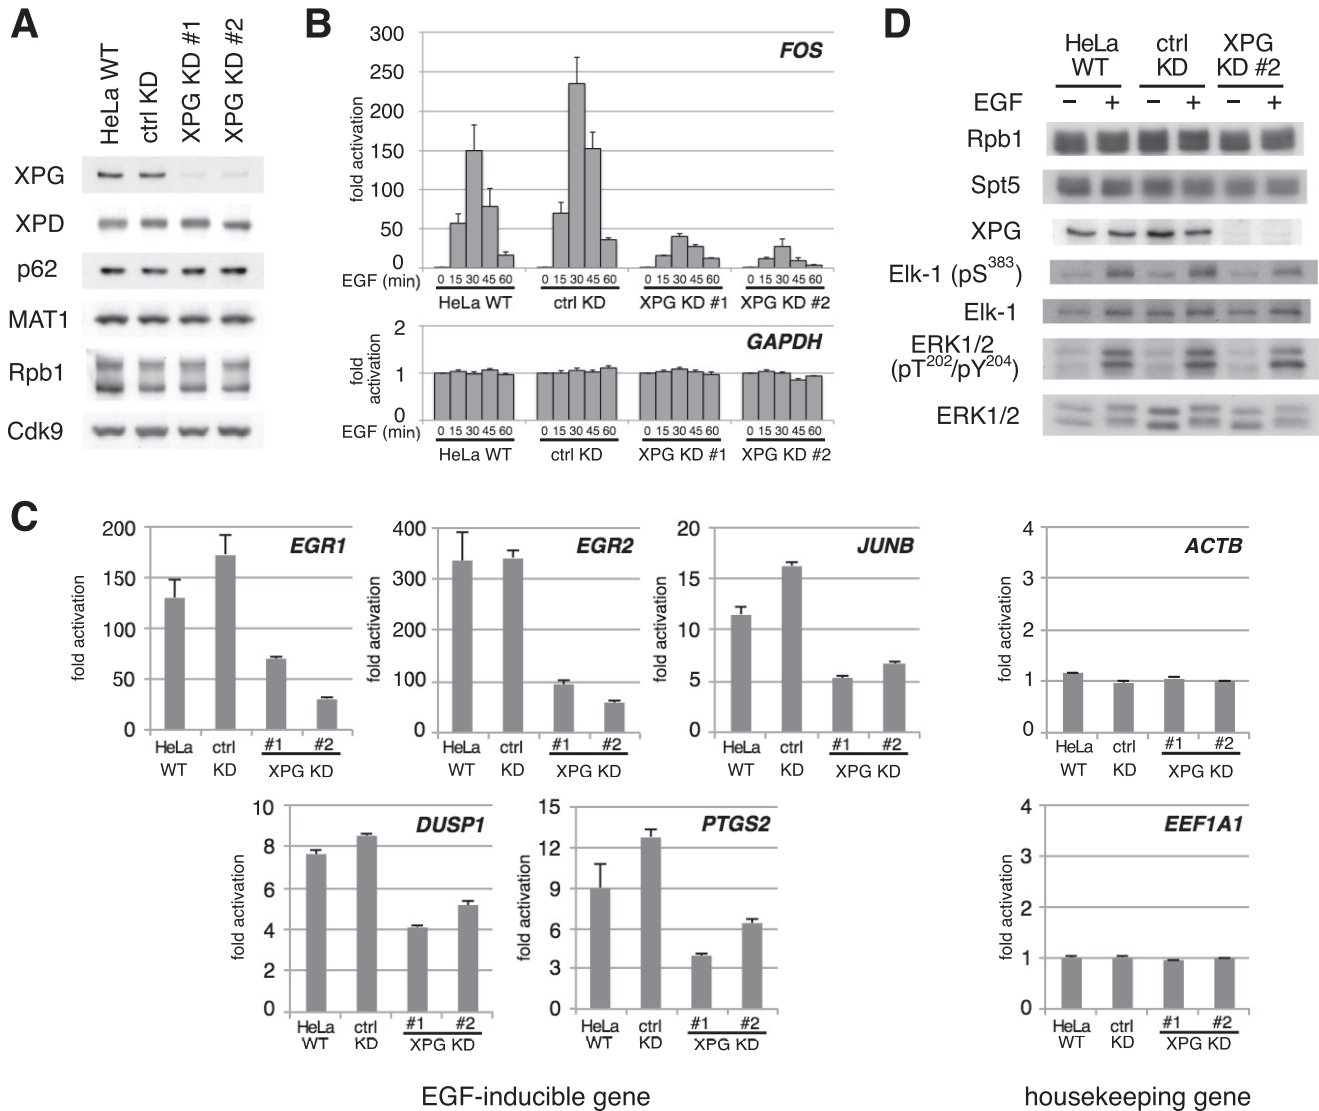 A
HeLa WT
ctrl KD
XPG KD #1
XPG KD #2
XPG
XPD
p62
MAT1
Rpb1
Cdk9
B
FOS
300
250
200
150
100
50
0
fold activation
EGF (min)
0 15 30 45 60 0 15 30 45 60 0 15 30 45 60 0 15 30 45 60
HeLa WT ctrl KD XPG KD #1 XPG KD #2
GAPDH
2
1
0
fold
activation
EGF (min)
0 15 30 45 60 0 15 30 45 60 0 15 30 45 60 0 15 30 45 60
HeLa WT ctrl KD XPG KD #1 XPG KD #2
D
HeLa ctrl XPG
WT KD KD #2
EGF − + − + − +
Rpb1
Spt5
XPG
Elk-1 (pS383)
Elk-1
ERK1/2
(pT202/pY204)
ERK1/2
C
EGR1
200
150
100
50
0
fold activation
HeLa ctrl #1 #2
WT KD XPG KD
EGR2
400
300
200
100
0
fold activation
HeLa ctrl #1 #2
WT KD XPG KD
JUNB
20
15
10
5
0
fold activation
HeLa ctrl #1 #2
WT KD XPG KD
ACTB
4
3
2
1
0
fold activation
HeLa ctrl #1 #2
WT KD XPG KD
DUSP1
10
8
6
4
2
0
fold activation
HeLa ctrl #1 #2
WT KD XPG KD
PTGS2
15
12
9
6
3
0
fold activation
HeLa ctrl #1 #2
WT KD XPG KD
EEF1A1
4
3
2
1
0
fold activation
HeLa ctrl #1 #2
WT KD XPG KD
EGF-inducible gene
housekeeping gene